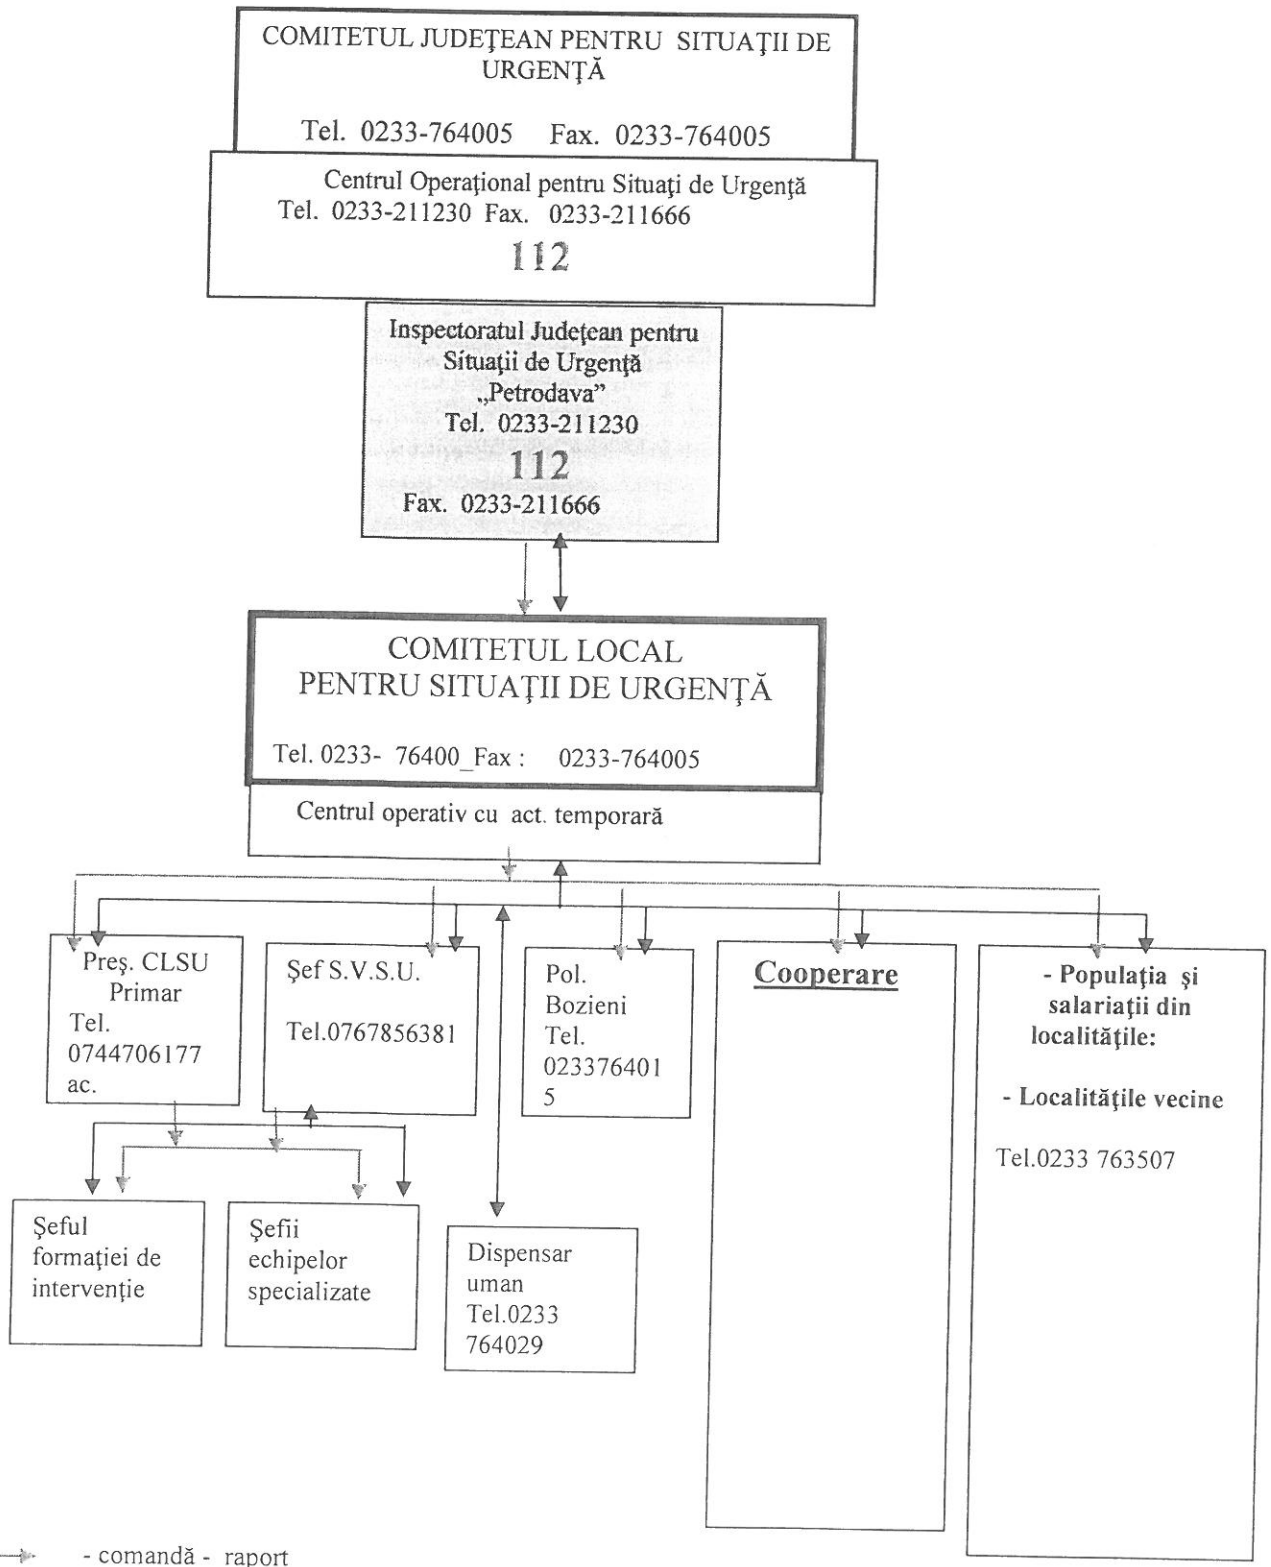 COMITETUL JUDEŢEAN PENTRU SITUAŢII DE
URGENŢĂ
Tel. 0233-764005 Fax. 0233-764005
Centrul Operaţional pentru Situaţi de Urgenţă
Tel. 0233-211230 Fax. 0233-211666
112
Inspectoratul Judeţean pentru
Situaţii de Urgenţă
„Petrodava”
Tel. 0233-211230
112
Fax. 0233-211666
COMITETUL LOCAL
PENTRU SITUAŢII DE URGENŢĂ
Tel. 0233- 76400_Fax : 0233-764005
Centrul operativ cu act. temporară
Preş. CLSU
Primar
Tel.
0744706177
ac.
Şef S.V.S.U.
Tel.0767856381
Pol.
Bozieni
Tel.
023376401
5
Cooperare
- Populaţia şi
salariaţii din
localităţile:
- Localităţile vecine
Tel.0233 763507
Şeful
formaţiei de
intervenţie
Şefii
echipelor
specializate
Dispensar
uman
Tel.0233
764029
- comandă - raport